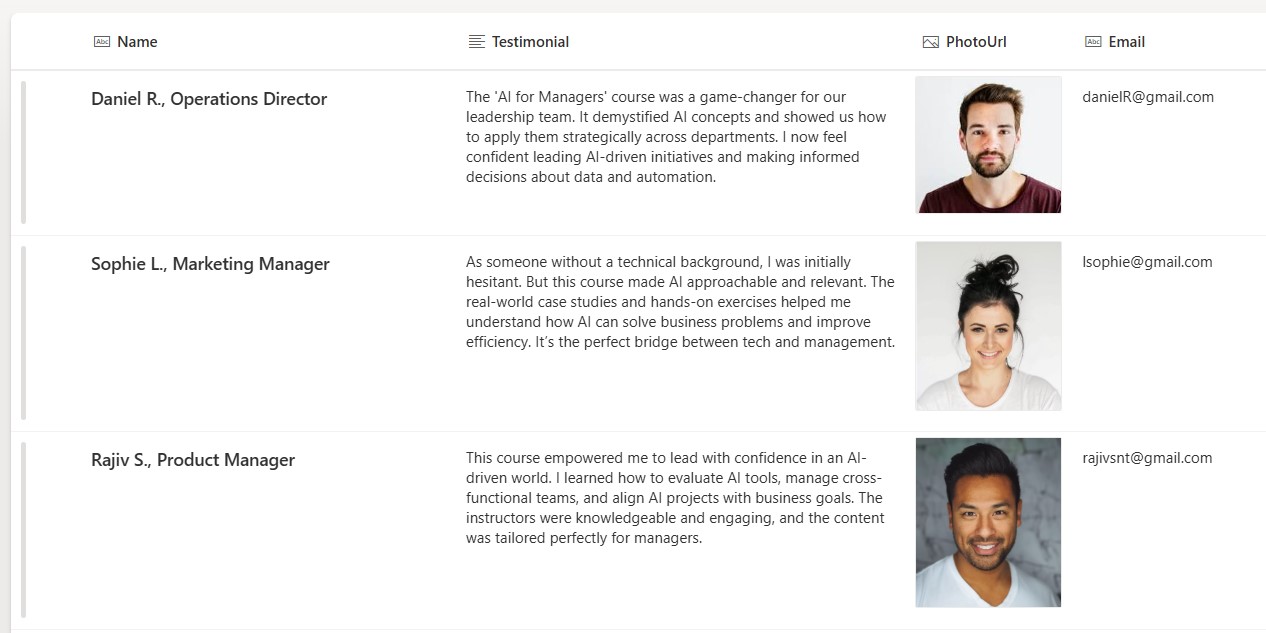 Name Testimonial PhotoUrl Email
Daniel R., Operations Director
The 'AI for Managers' course was a game-changer for our
leadership team. It demystified AI concepts and showed us how
to apply them strategically across departments. I now feel
confident leading AI-driven initiatives and making informed
decisions about data and automation.
danielR@gmail.com
Sophie L., Marketing Manager
As someone without a technical background, I was initially
hesitant. But this course made AI approachable and relevant. The
real-world case studies and hands-on exercises helped me
understand how AI can solve business problems and improve
efficiency. It’s the perfect bridge between tech and management.
lsophie@gmail.com
Rajiv S., Product Manager
This course empowered me to lead with confidence in an AI-
driven world. I learned how to evaluate AI tools, manage cross-
functional teams, and align AI projects with business goals. The
instructors were knowledgeable and engaging, and the content
was tailored perfectly for managers.
rajivsnt@gmail.com